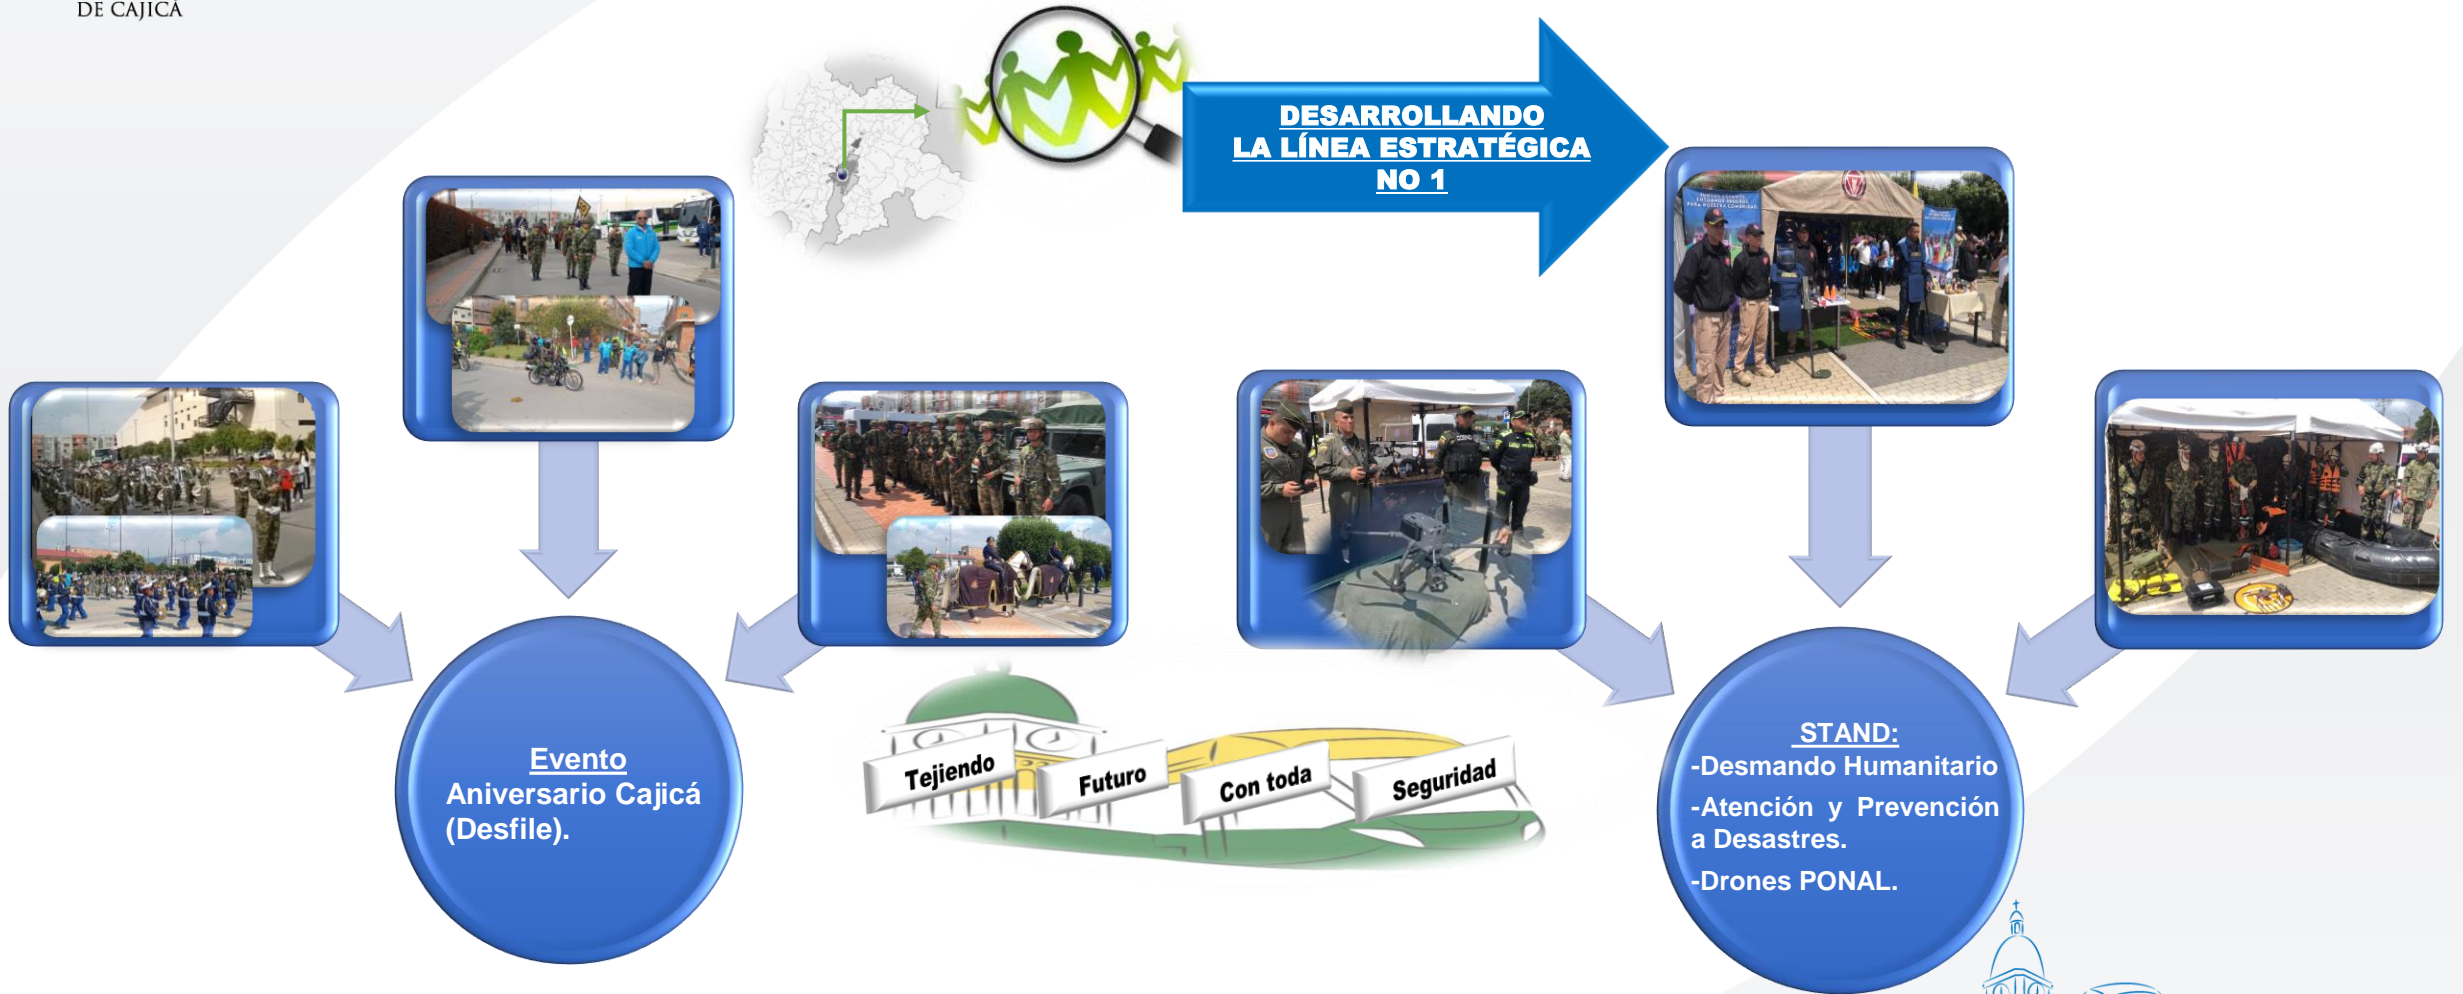 DE CAJICÁ
DESARROLLANDO
LA LÍNEA ESTRATÉGICA
NO 1
Evento
Aniversario Cajicá
(Desfile).
Tejiendo
Futuro
Con toda
Seguridad
STAND:
-Desmando Humanitario
-Atención y Prevención
a Desastres.
-Drones PONAL.